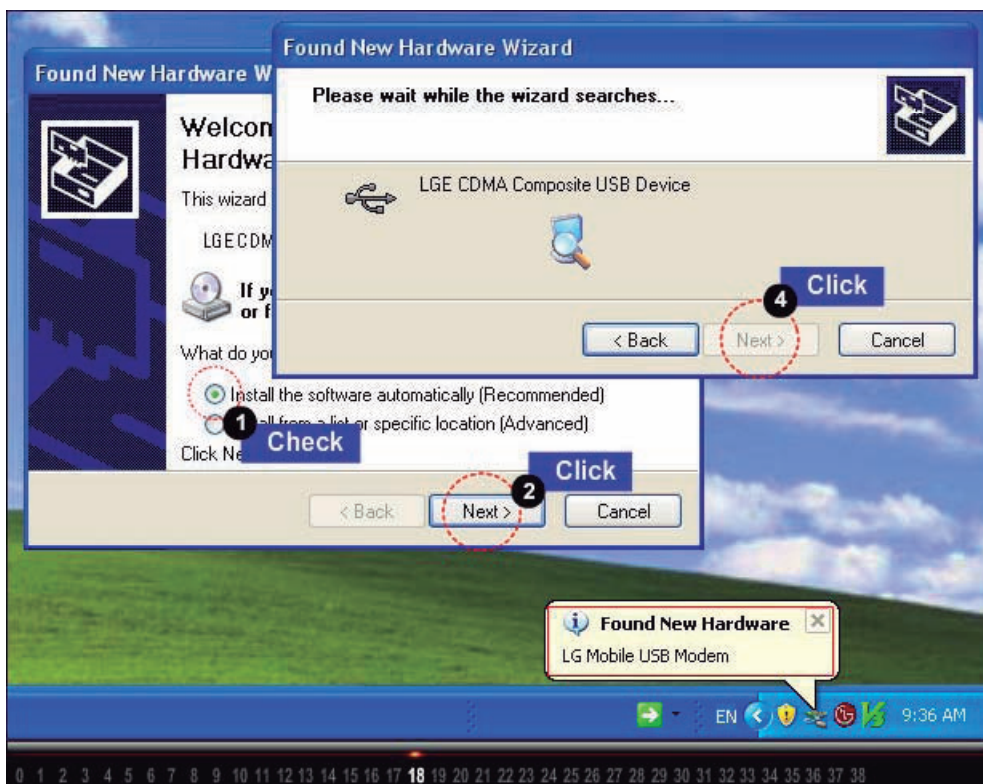 Found New Hardware W
Welcon
Hardwa
This wizard
LGE CDM
If y
or f
What do you
Install the software automatically (Recommended)
from a list or specific location (Advanced)
Click Ne
1
Check
< Back
Next >
2
Click
Cancel
Found New Hardware Wizard
Please wait while the wizard searches...
LGE CDMA Composite USB Device
4
Click
< Back
Next >
Cancel
Found New Hardware
LG Mobile USB Modem
EN
9:36 AM
0 1 2 3 4 5 6 7 8 9 10 11 12 13 14 15 16 17 18 19 20 21 22 23 24 25 26 27 28 29 30 31 32 33 34 35 36 37 38